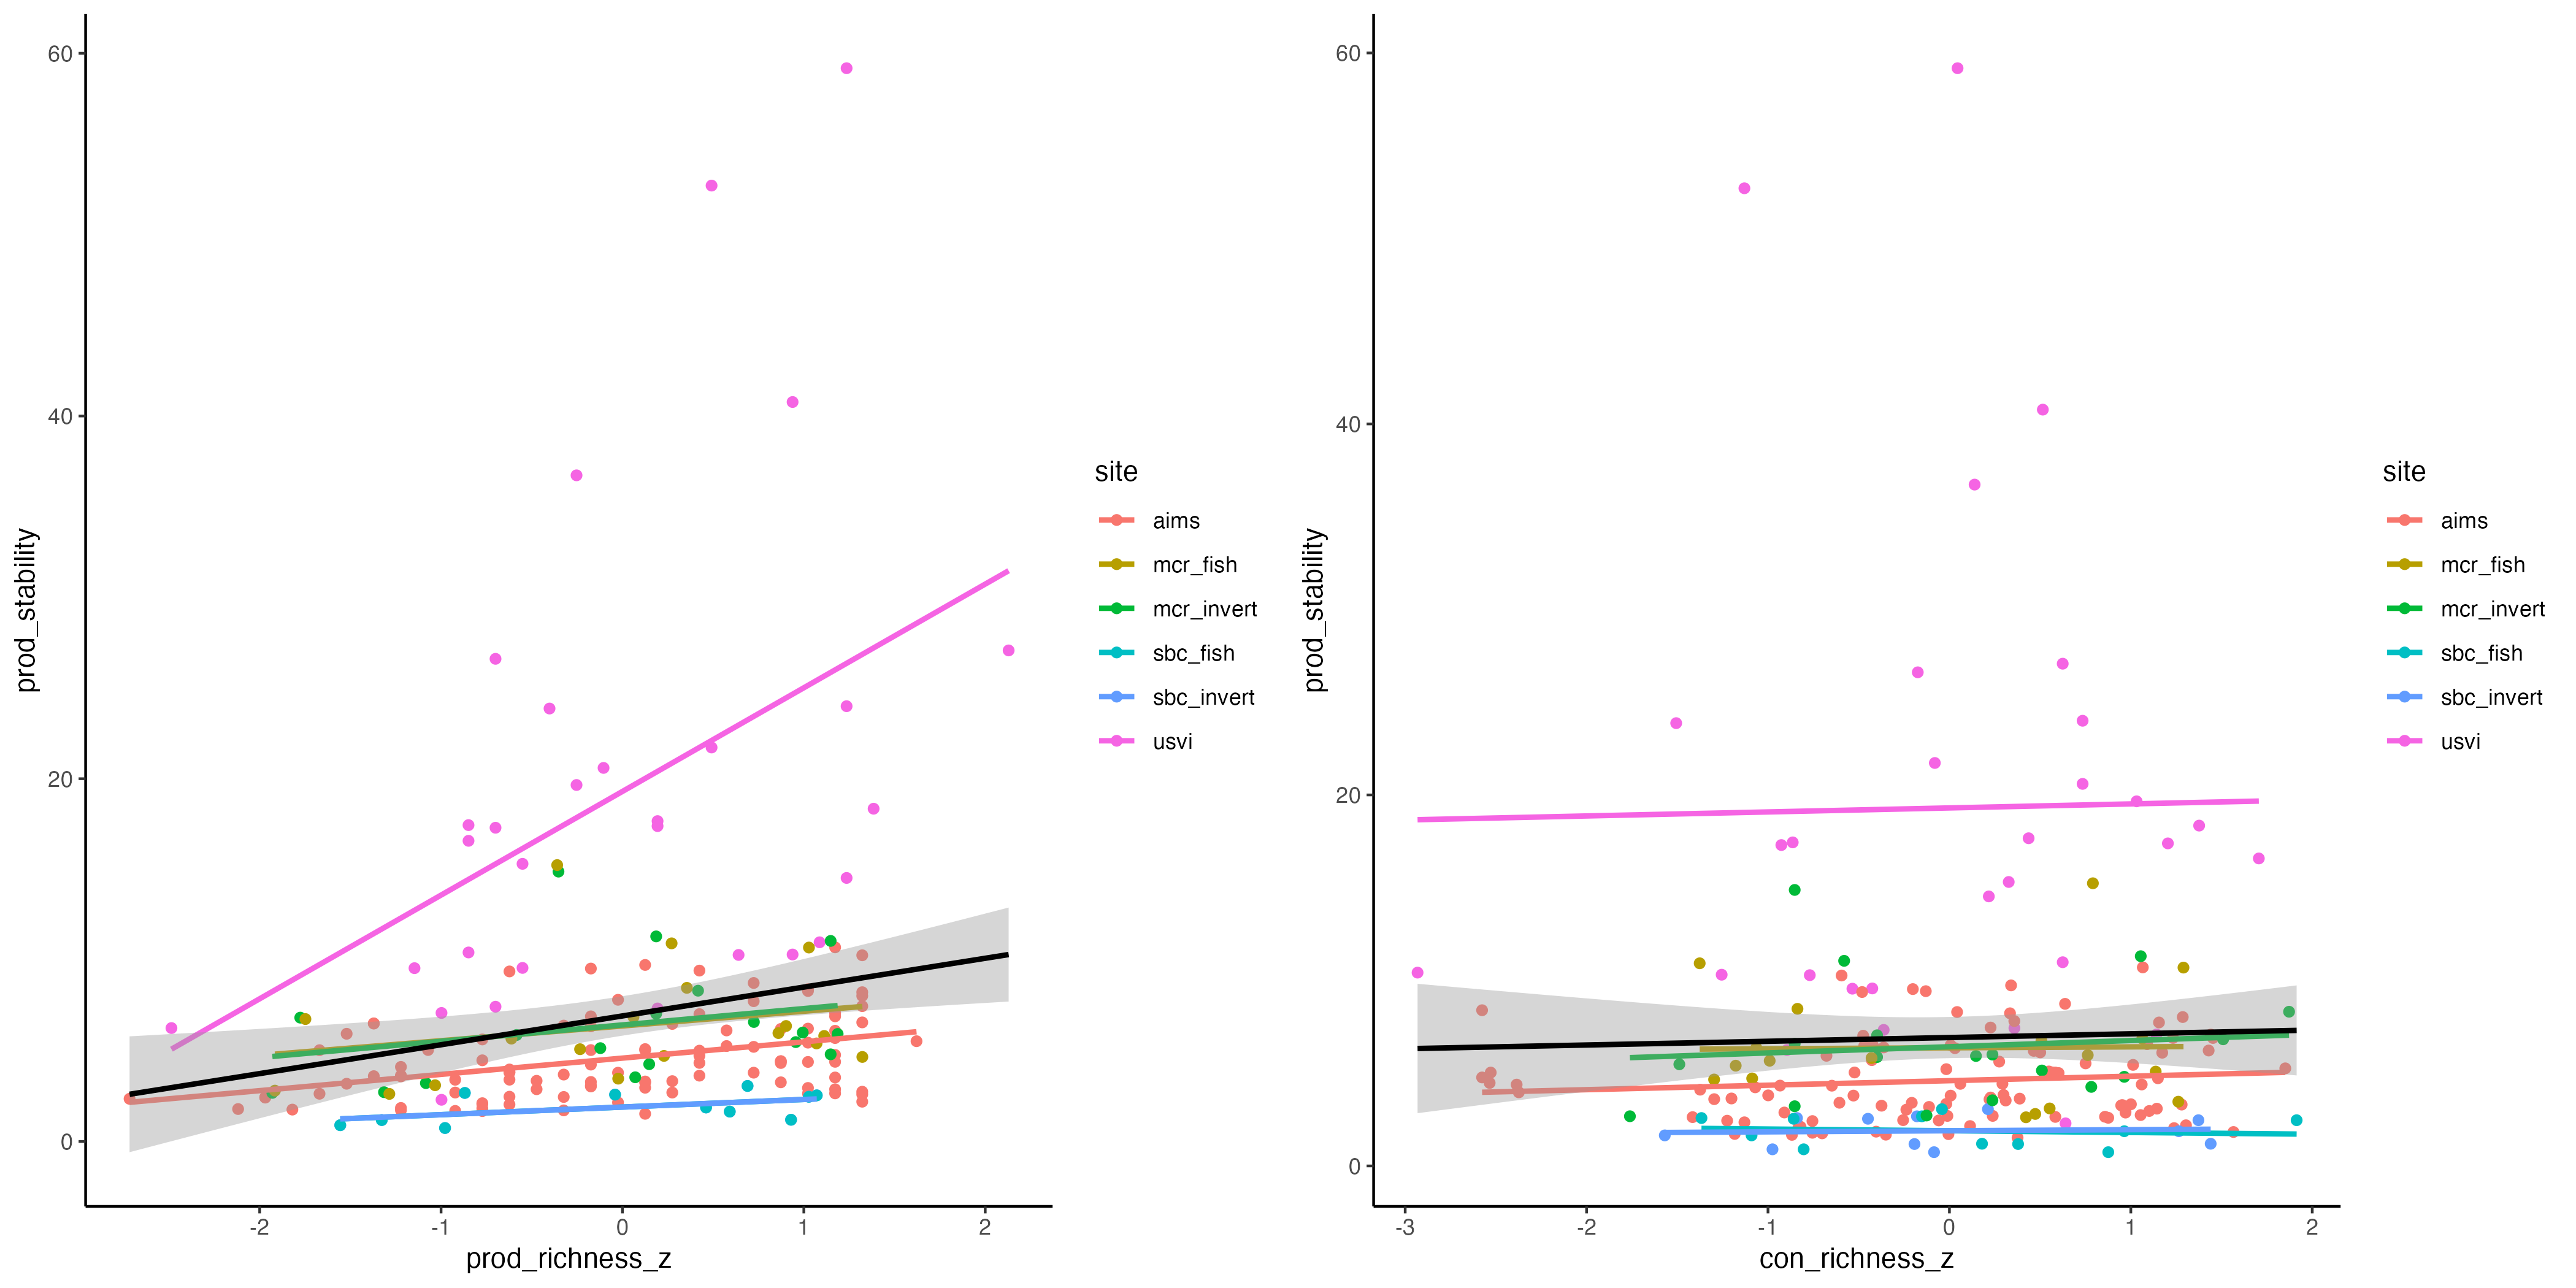 prod_stability
60
40
20
0
-2
-1
0
1
2
prod_richness_z
site
aims
mcr_fish
mcr_invert
sbc_fish
sbc_invert
usvi
prod_stability
60
40
20
0
-3
-2
-1
0
1
2
con_richness_z
site
aims
mcr_fish
mcr_invert
sbc_fish
sbc_invert
usvi